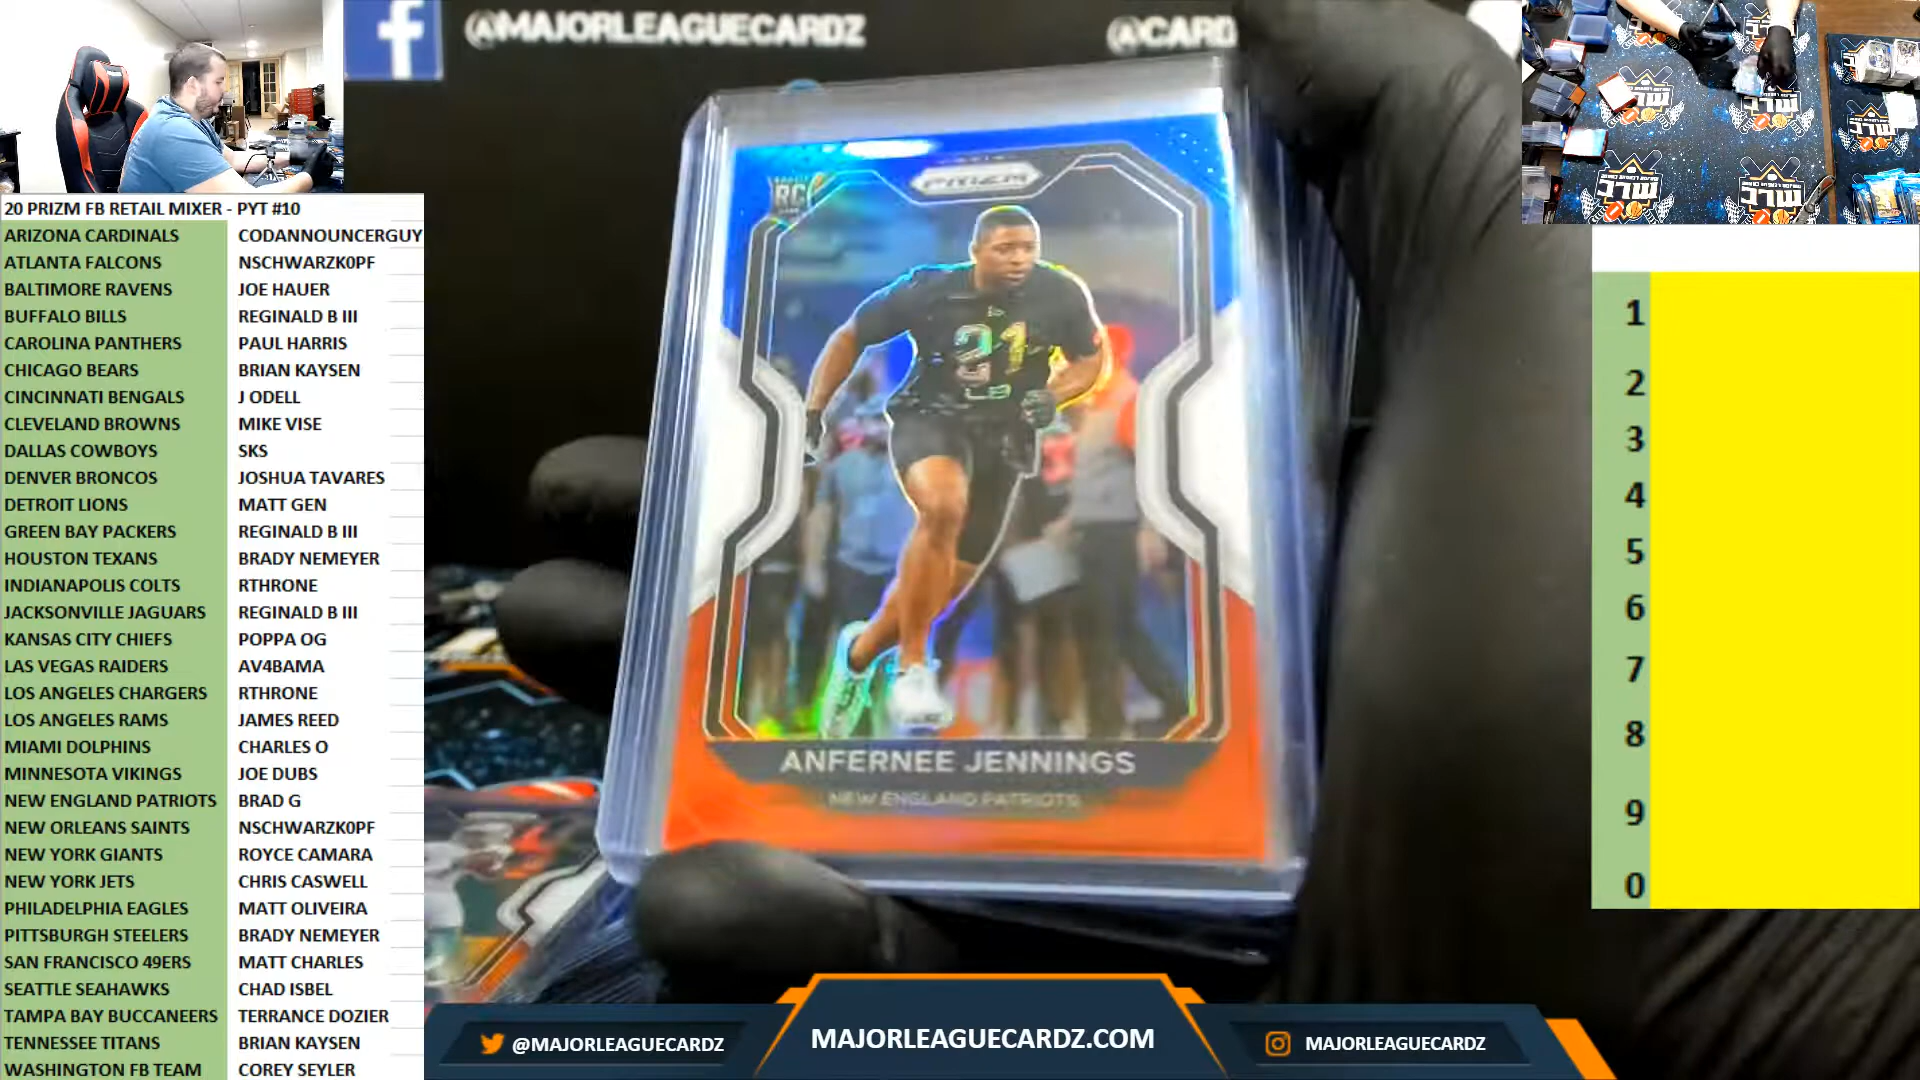 @MAJORLEAGUECARDZ
@CARD
20 PRIZM FB RETAIL MIXER - PYT #10
ARIZONA CARDINALS CODANNOUNCERGUY
ATLANTA FALCONS NSCHWARZK0PF
BALTIMORE RAVENS JOE HAUER
BUFFALO BILLS REGINALD B III
CAROLINA PANTHERS PAUL HARRIS
CHICAGO BEARS BRIAN KAYSEN
CINCINNATI BENGALS J ODELL
CLEVELAND BROWNS MIKE VISE
DALLAS COWBOYS SKS
DENVER BRONCOS JOSHUA TAVARES
DETROIT LIONS MATT GEN
GREEN BAY PACKERS REGINALD B III
HOUSTON TEXANS BRADY NEMEYER
INDIANAPOLIS COLTS RTHRONE
JACKSONVILLE JAGUARS REGINALD B III
KANSAS CITY CHIEFS POPPA OG
LAS VEGAS RAIDERS AV4BAMA
LOS ANGELES CHARGERS RTHRONE
LOS ANGELES RAMS JAMES REED
MIAMI DOLPHINS CHARLES O
MINNESOTA VIKINGS JOE DUBS
NEW ENGLAND PATRIOTS BRAD G
NEW ORLEANS SAINTS NSCHWARZK0PF
NEW YORK GIANTS ROYCE CAMARA
NEW YORK JETS CHRIS CASWELL
PHILADELPHIA EAGLES MATT OLIVEIRA
PITTSBURGH STEELERS BRADY NEMEYER
SAN FRANCISCO 49ERS MATT CHARLES
SEATTLE SEAHAWKS CHAD ISBEL
TAMPA BAY BUCCANEERS TERRANCE DOZIER
TENNESSEE TITANS BRIAN KAYSEN
WASHINGTON FB TEAM COREY SEYLER
RC
PRIZM
21
ANFERNEE JENNINGS
NEW ENGLAND PATRIOTS
1
2
3
4
5
6
7
8
9
0
@MAJORLEAGUECARDZ
MAJORLEAGUECARDZ.COM
MAJORLEAGUECARDZ